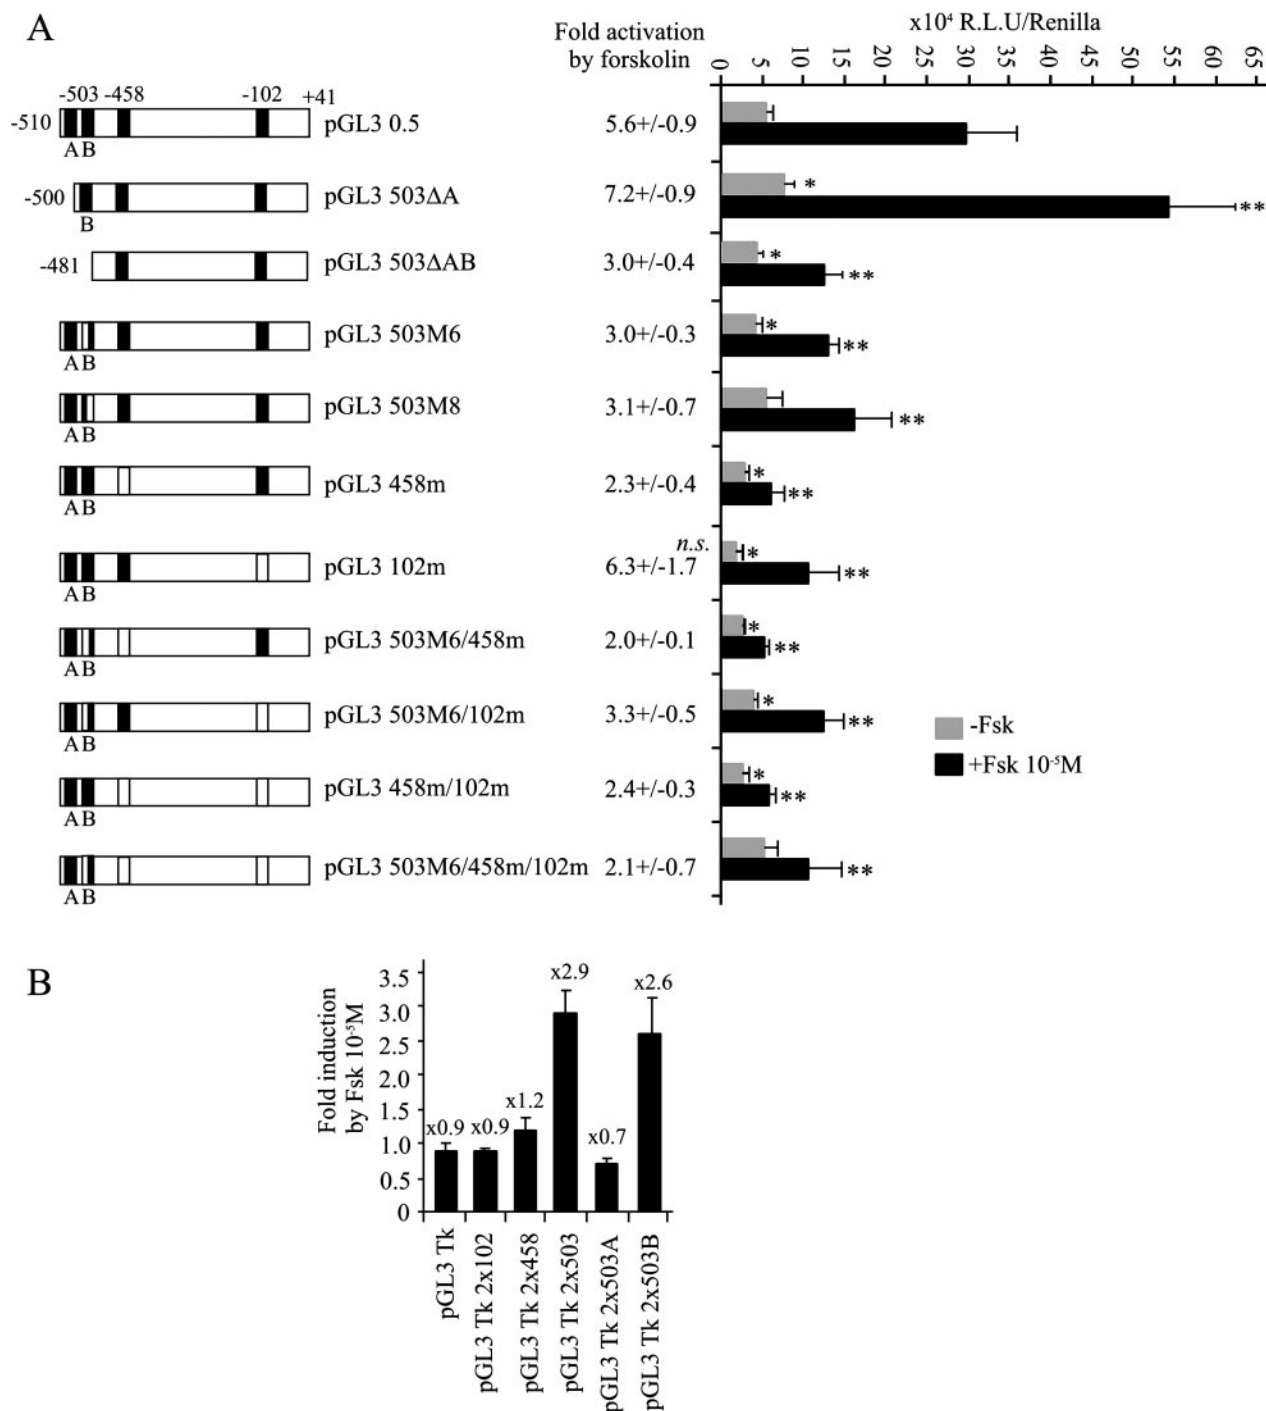 A
Fold activation
by forskolin
x10⁴ R.L.U/Renilla
0 5 10 15 20 25 30 35 40 45 50 55 60 65
-503 -458 -102 +41
-510 pGL3 0.5 5.6+/-0.9
A B
-500 pGL3 503ΔA 7.2+/-0.9 * **
B
-481 pGL3 503ΔAB 3.0+/-0.4 * **
pGL3 503M6 3.0+/-0.3 * **
A B
pGL3 503M8 3.1+/-0.7 **
A B
pGL3 458m 2.3+/-0.4 * **
A B
n.s.
pGL3 102m 6.3+/-1.7 * **
A B
pGL3 503M6/458m 2.0+/-0.1 * **
A B
pGL3 503M6/102m 3.3+/-0.5 * **
A B
-Fsk
+Fsk 10⁻⁵M
pGL3 458m/102m 2.4+/-0.3 * **
A B
pGL3 503M6/458m/102m 2.1+/-0.7 **
A B
B
Fold induction
by Fsk 10⁻⁵M
3.5
3.0
2.5
2.0
1.5
1.0
0.5
0
x0.9
x0.9
x1.2
x2.9
x0.7
x2.6
pGL3 Tk
pGL3 Tk 2x102
pGL3 Tk 2x458
pGL3 Tk 2x503
pGL3 Tk 2x503A
pGL3 Tk 2x503B